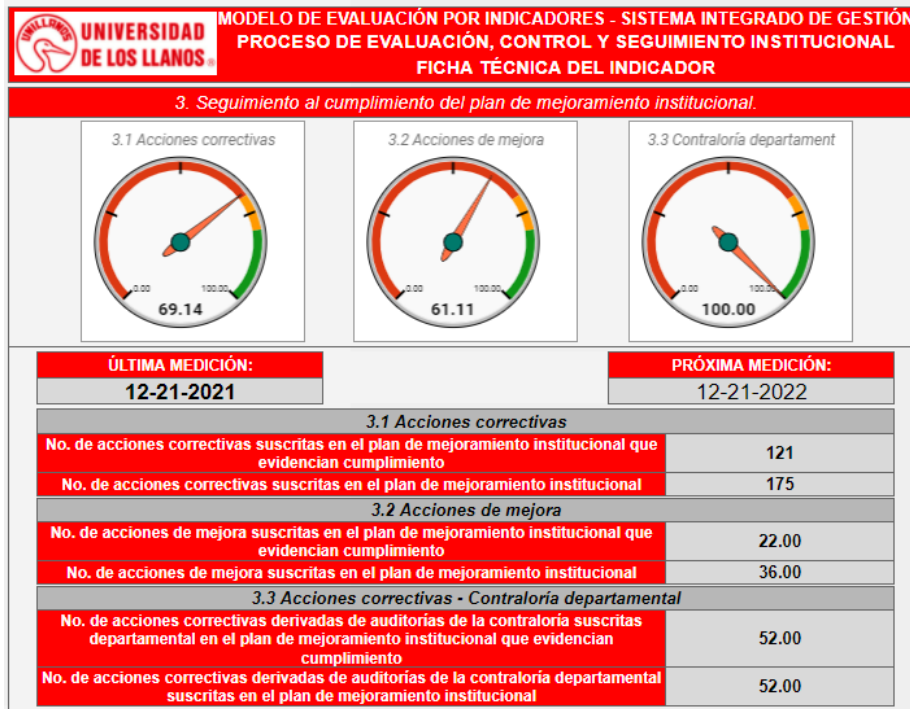 UNILLANOS
UNIVERSIDAD
DE LOS LLANOS
MODELO DE EVALUACIÓN POR INDICADORES - SISTEMA INTEGRADO DE GESTIÓN
PROCESO DE EVALUACIÓN, CONTROL Y SEGUIMIENTO INSTITUCIONAL
FICHA TÉCNICA DEL INDICADOR
3. Seguimiento al cumplimiento del plan de mejoramiento institucional.
3.1 Acciones correctivas
0.00 100.00
69.14
3.2 Acciones de mejora
0.00 100.00
61.11
3.3 Contraloría departament
0.00 100.00
100.00
ÚLTIMA MEDICIÓN:
12-21-2021
PRÓXIMA MEDICIÓN:
12-21-2022
3.1 Acciones correctivas
No. de acciones correctivas suscritas en el plan de mejoramiento institucional que
evidencian cumplimiento
121
No. de acciones correctivas suscritas en el plan de mejoramiento institucional
175
3.2 Acciones de mejora
No. de acciones de mejora suscritas en el plan de mejoramiento institucional que
evidencian cumplimiento
22.00
No. de acciones de mejora suscritas en el plan de mejoramiento institucional
36.00
3.3 Acciones correctivas - Contraloría departamental
No. de acciones correctivas derivadas de auditorías de la contraloría suscritas
departamental en el plan de mejoramiento institucional que evidencian
cumplimiento
52.00
No. de acciones correctivas derivadas de auditorías de la contraloría departamental
suscritas en el plan de mejoramiento institucional
52.00